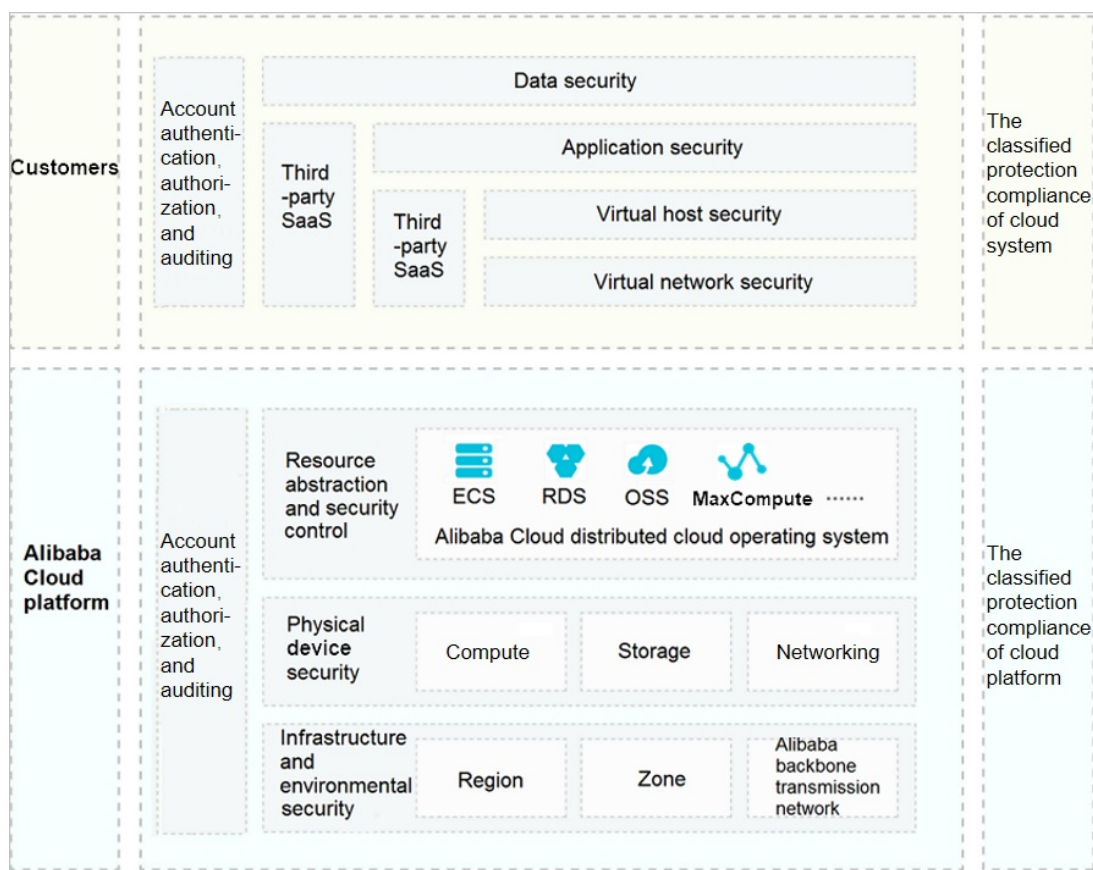 Customers
Account
authenti-
cation,
authori-
zation,
and
auditing
Data security
Third
-party
SaaS
Application security
Third
-party
SaaS
Virtual host security
Virtual network security
The
classified
protection
compliance
of cloud
system
Alibaba
Cloud
platform
Account
authenti-
cation,
authori-
zation,
and
auditing
Resource
abstraction
and security
control
ECS
RDS
OSS
MaxCompute ······
Alibaba Cloud distributed cloud operating system
Physical
device
security
Compute
Storage
Networking
Infrastructure
and
environmental
security
Region
Zone
Alibaba
backbone
transmission
network
The
classified
protection
compliance
of cloud
platform